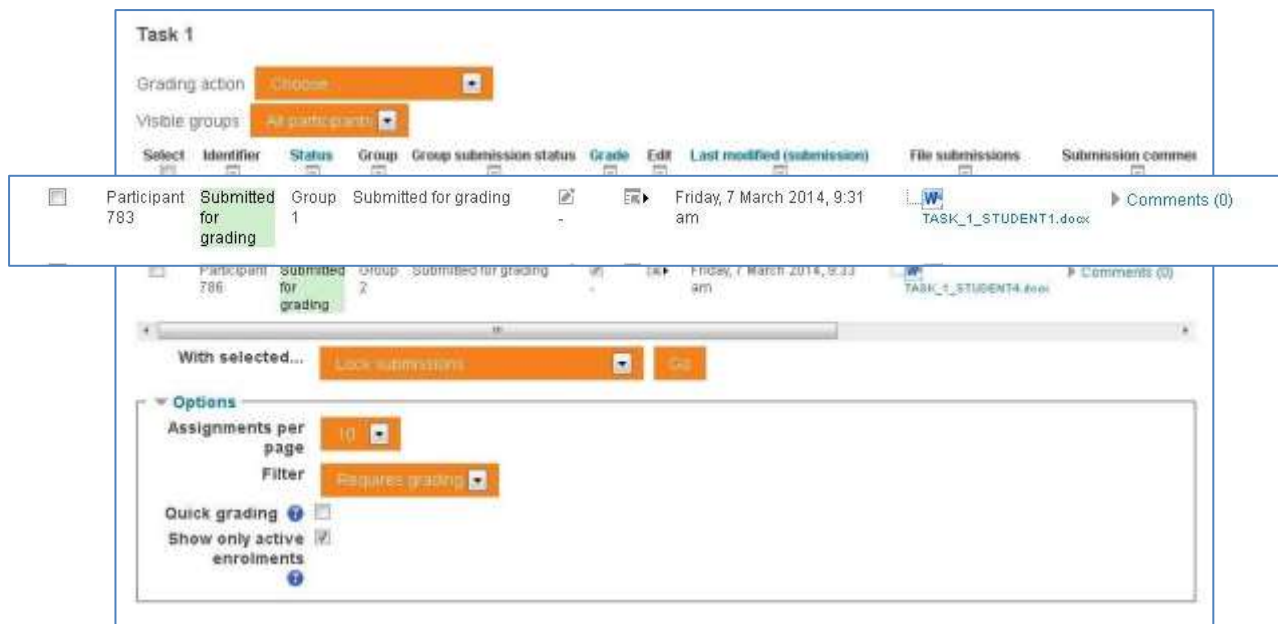 Task 1
Grading action Choose...
Visible groups All participants
Select Identifier Status Group Group submission status Grade Edit Last modified (submission) File submissions Submission commen
Participant Submitted Group Submitted for grading Friday, 7 March 2014, 9:31 Comments (0)
783 for 1 - am TASK_1_STUDENT1.docx
grading
Participant Submitted Group Submitted for grading Friday, 7 March 2014, 9:33 Comments (0)
786 for 2 - am TASK_1_STUDENT4.docx
grading
With selected... Lock submissions Go
Options
Assignments per 10
page
Filter Requires grading
Quick grading
Show only active
enrolments